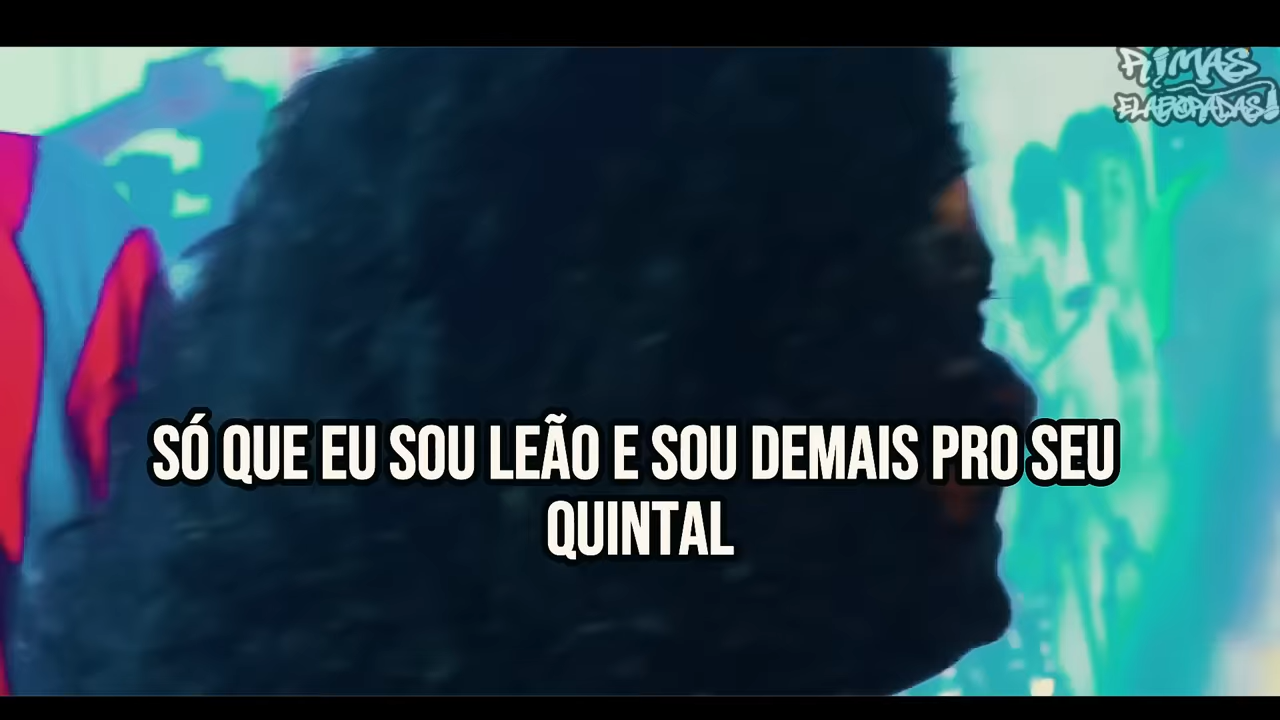 RIMAS
ELABORADAS!
SÓ QUE EU SOU LEÃO E SOU DEMAIS PRO SEU
QUINTAL